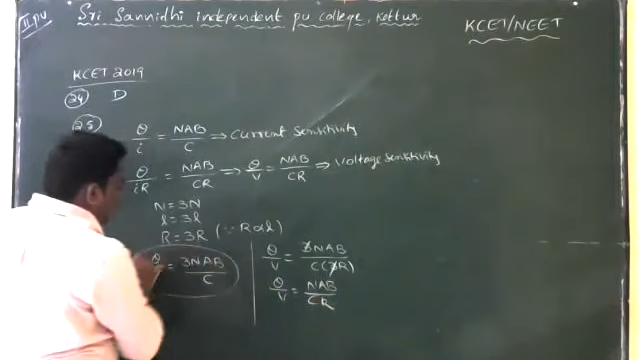 II PU
Sri Sannidhi independent pu college, Kottur
KCET/NEET
KCET 2019
24 D
25
θ/i = NAB/C ⇒ Current Sensitivity
θ/iR = NAB/CR → θ/V = NAB/CR ⇒ Voltage Sensitivity
N = 3N
l = 3l
R = 3R (∵ R α l)
θ/ = 3NAB/C
θ/V = 3NAB/C(3R)
θ/V = NAB/CR